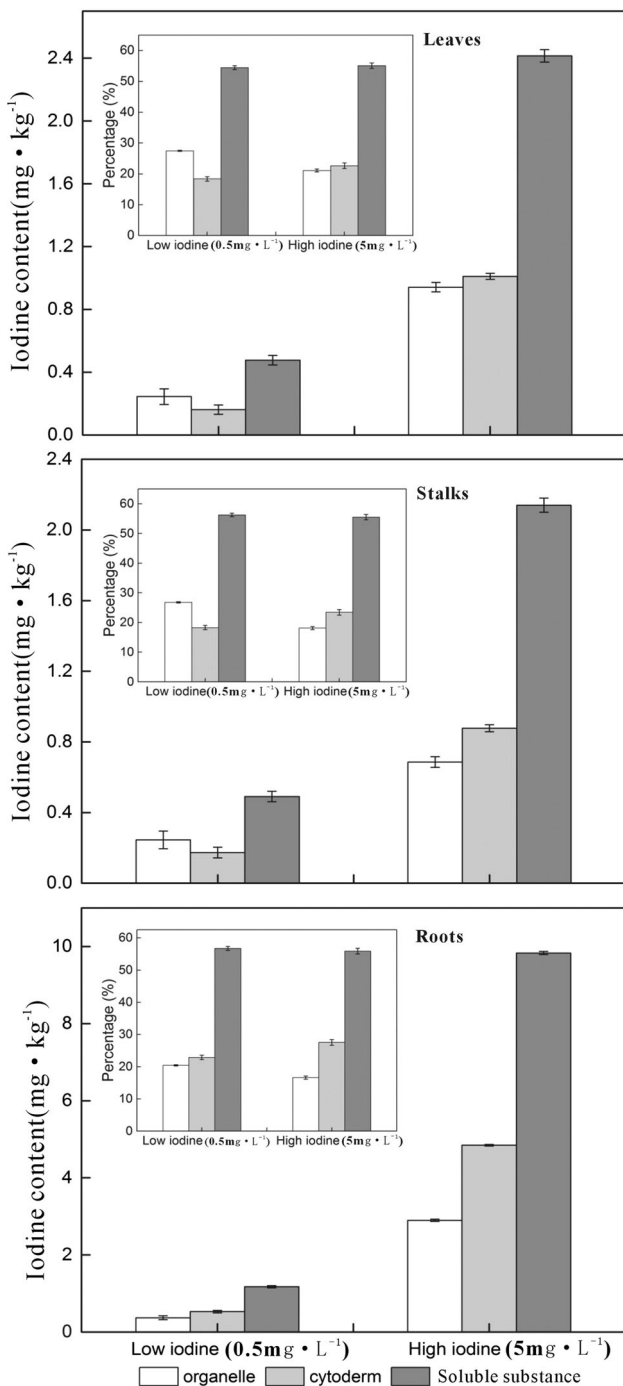 Leaves
Iodine content(mg • kg⁻¹)
2.4
2.0
1.6
1.2
0.8
0.4
0.0
Percentage (%)
60
50
40
30
20
10
0
Low iodine (0.5mg • L⁻¹) High iodine (5mg • L⁻¹)
Stalks
Iodine content(mg • kg⁻¹)
2.4
2.0
1.6
1.2
0.8
0.4
0.0
Percentage (%)
60
50
40
30
20
10
0
Low iodine (0.5mg • L⁻¹) High iodine (5mg • L⁻¹)
Roots
Iodine content(mg • kg⁻¹)
10
8
6
4
2
0
Percentage (%)
60
50
40
30
20
10
0
Low iodine (0.5mg • L⁻¹) High iodine (5mg • L⁻¹)
Low iodine (0.5mg • L⁻¹) High iodine (5mg • L⁻¹)
organelle cytoderm Soluble substance